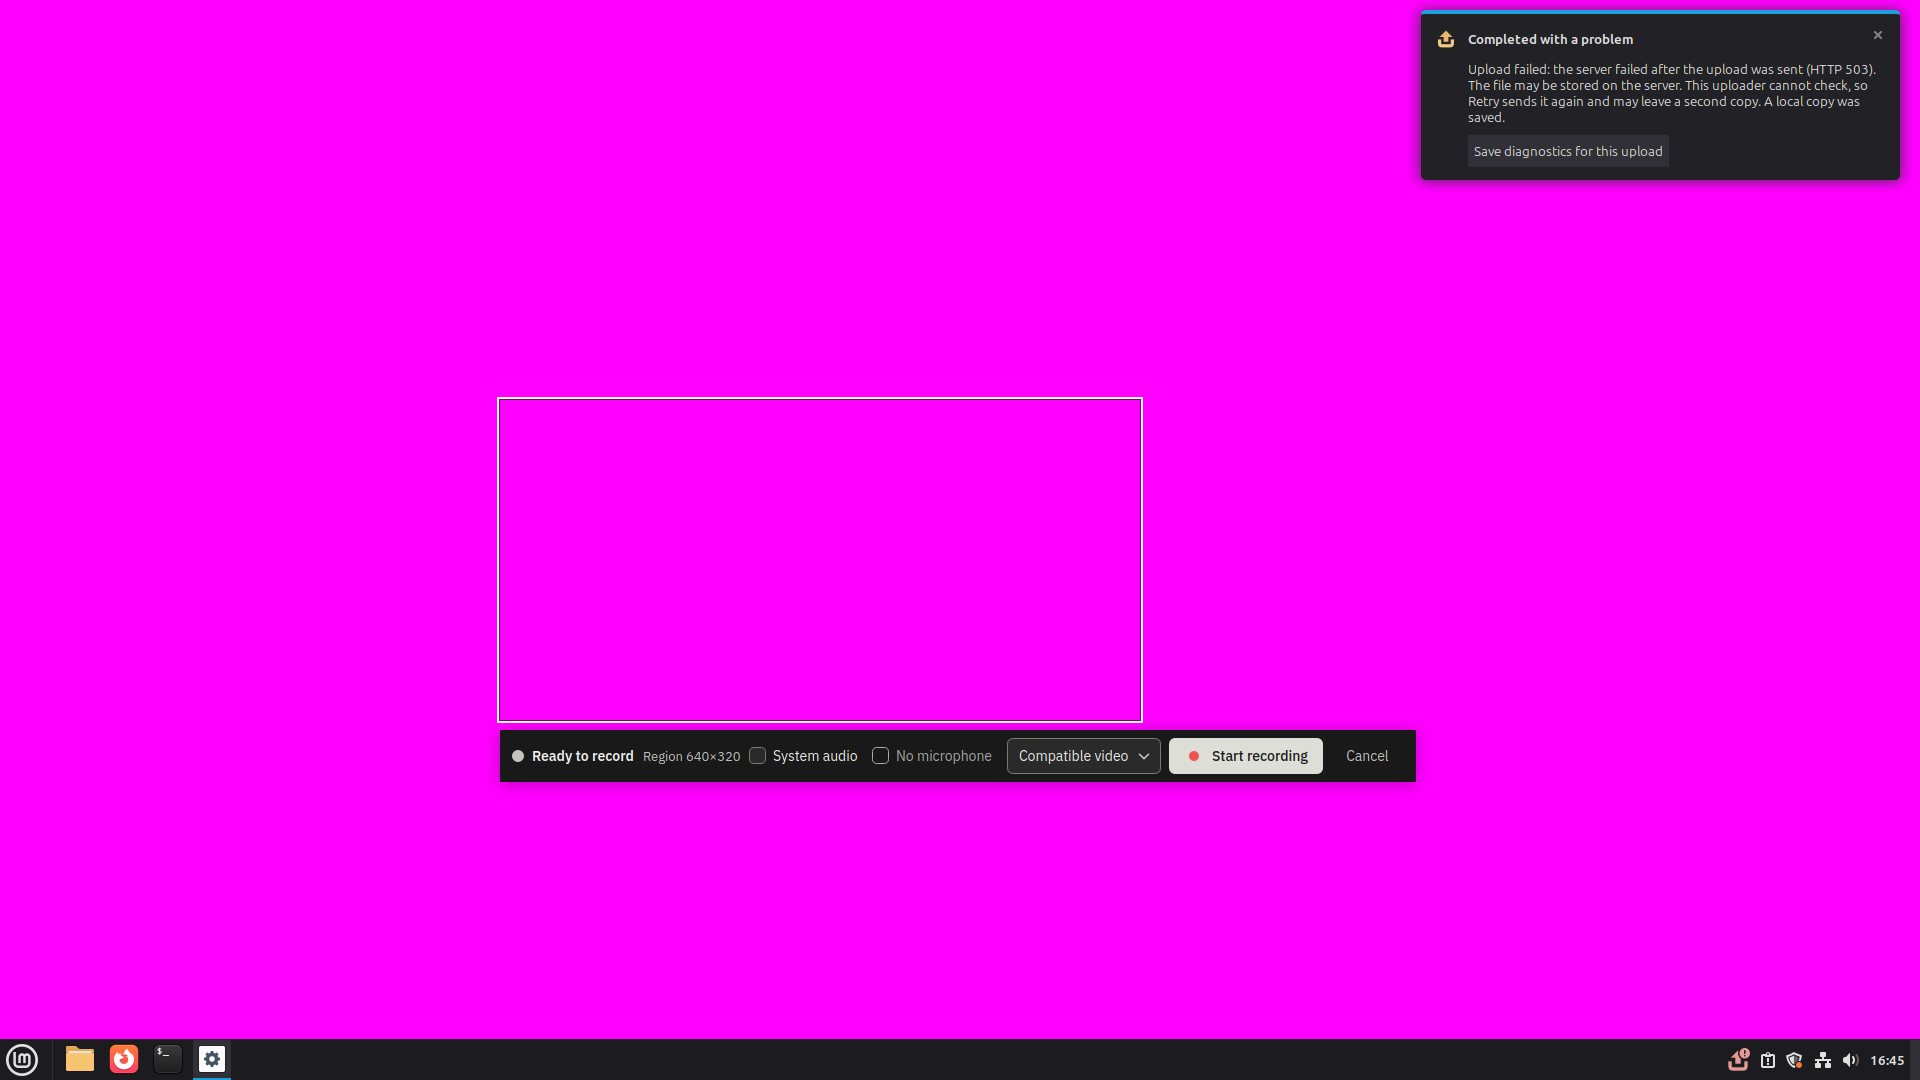 Completed with a problem
Upload failed: the server failed after the upload was sent (HTTP 503).
The file may be stored on the server. This uploader cannot check, so
Retry sends it again and may leave a second copy. A local copy was
saved.
Save diagnostics for this upload
Ready to record Region 640×320 System audio No microphone Compatible video Start recording Cancel
16:45